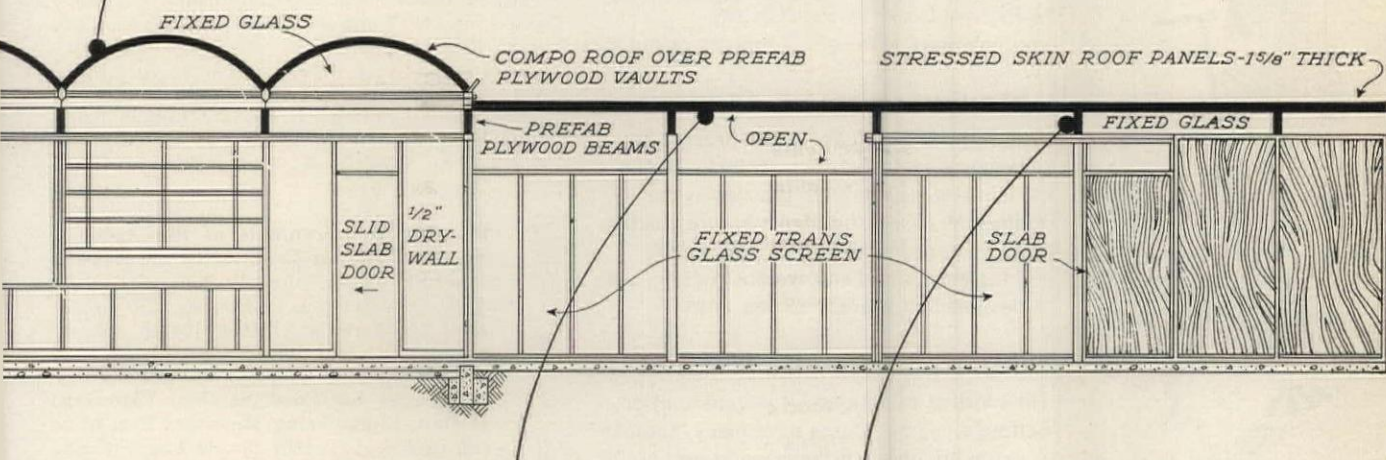 FIXED GLASS
COMPO ROOF OVER PREFAB
PLYWOOD VAULTS
STRESSED SKIN ROOF PANELS-1 5/8" THICK
PREFAB
PLYWOOD BEAMS
OPEN
FIXED GLASS
SLID
SLAB
DOOR
1/2"
DRY-
WALL
FIXED TRANS
GLASS SCREEN
SLAB
DOOR